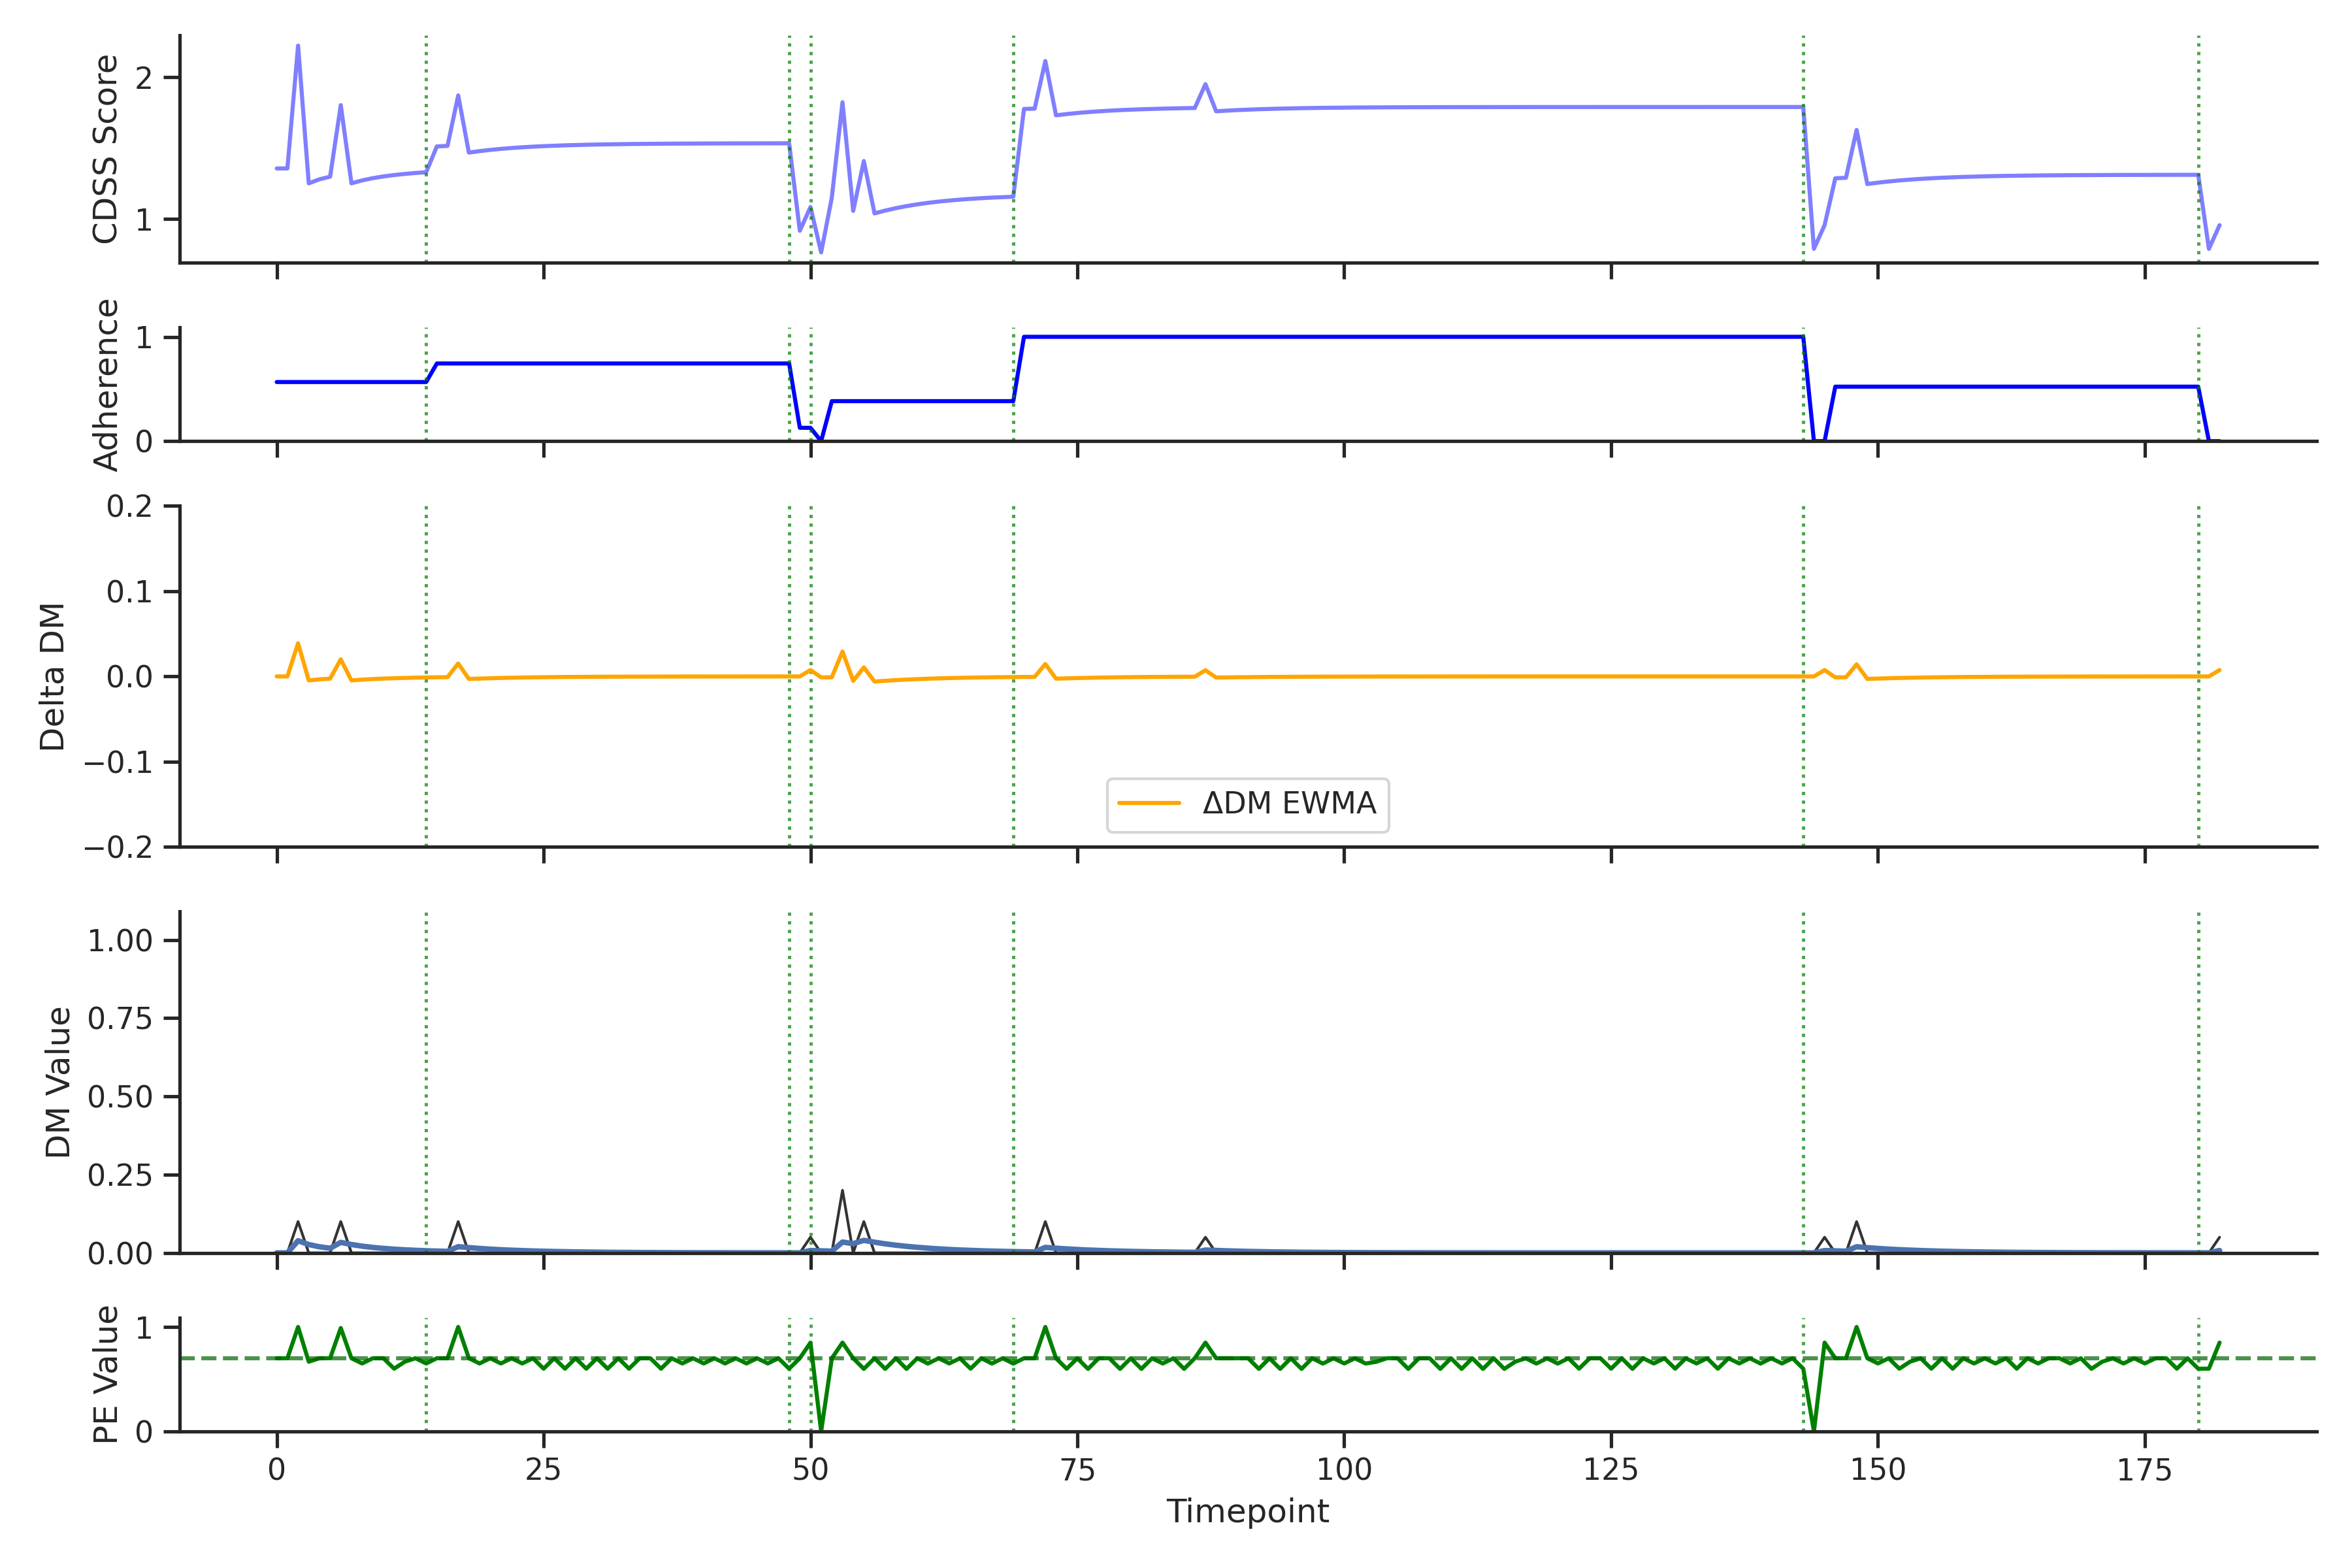 CDSS Score
2
1
Adherence
1
0
Delta DM
0.2
0.1
0.0
−0.1
−0.2
ΔDM EWMA
DM Value
1.00
0.75
0.50
0.25
0.00
PE Value
1
0
0 25 50 75 100 125 150 175
Timepoint